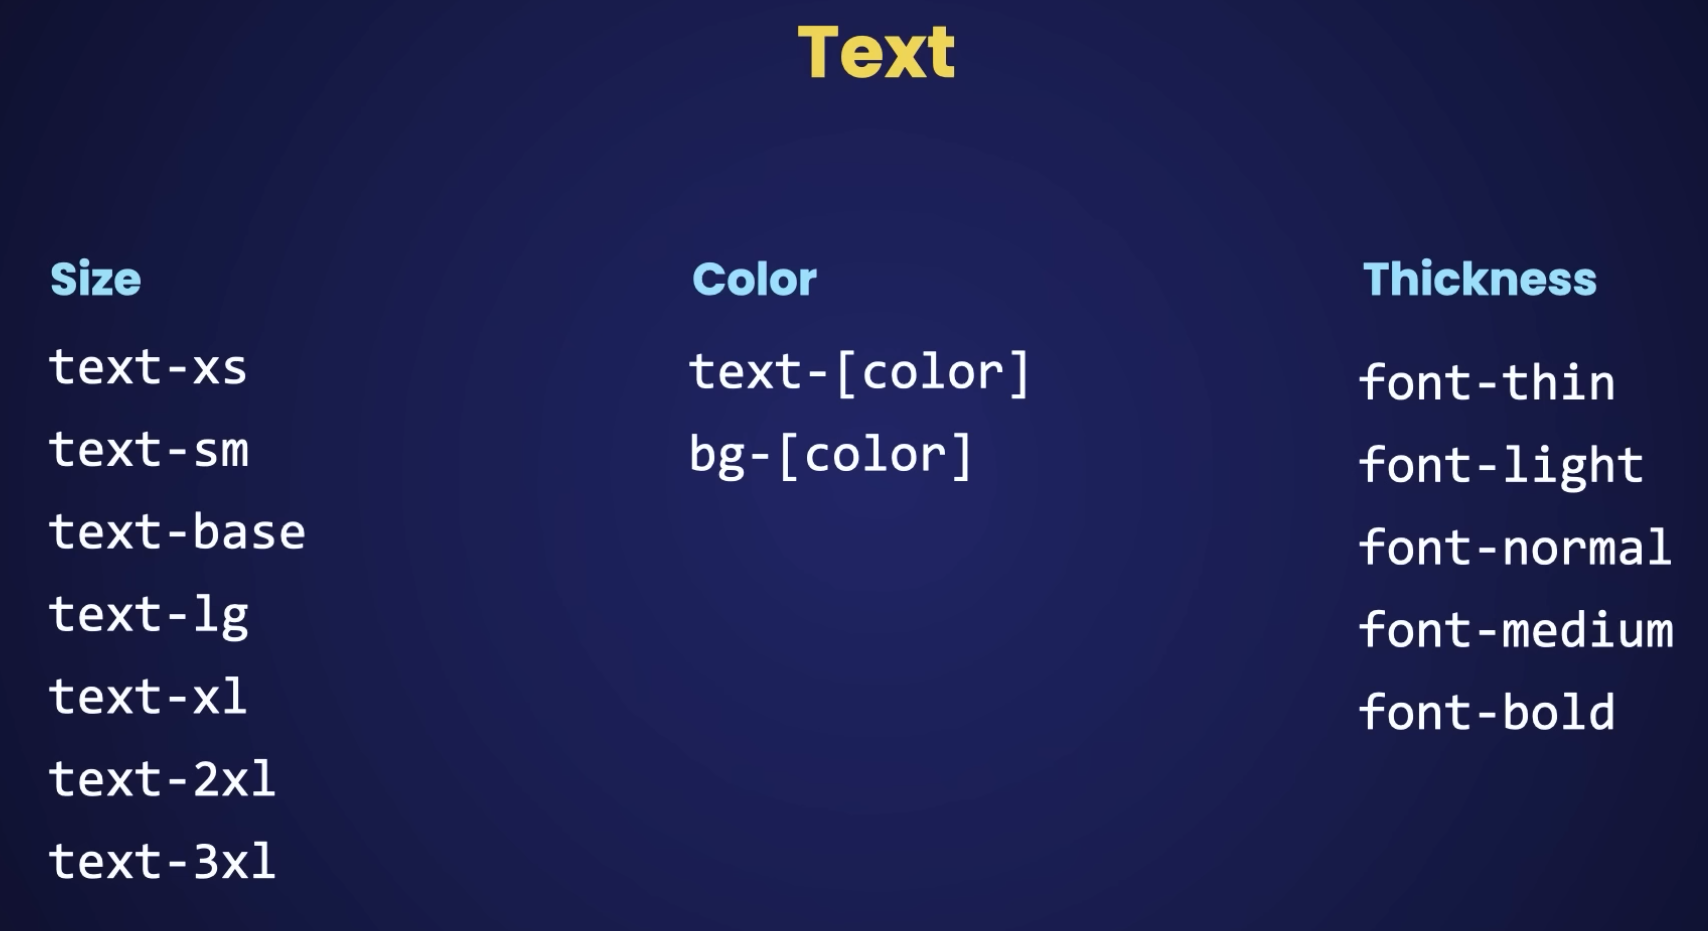 Text
Size
text-xs
text-sm
text-base
text-lg
text-xl
text-2xl
text-3xl
Color
text-[color]
bg-[color]
Thickness
font-thin
font-light
font-normal
font-medium
font-bold